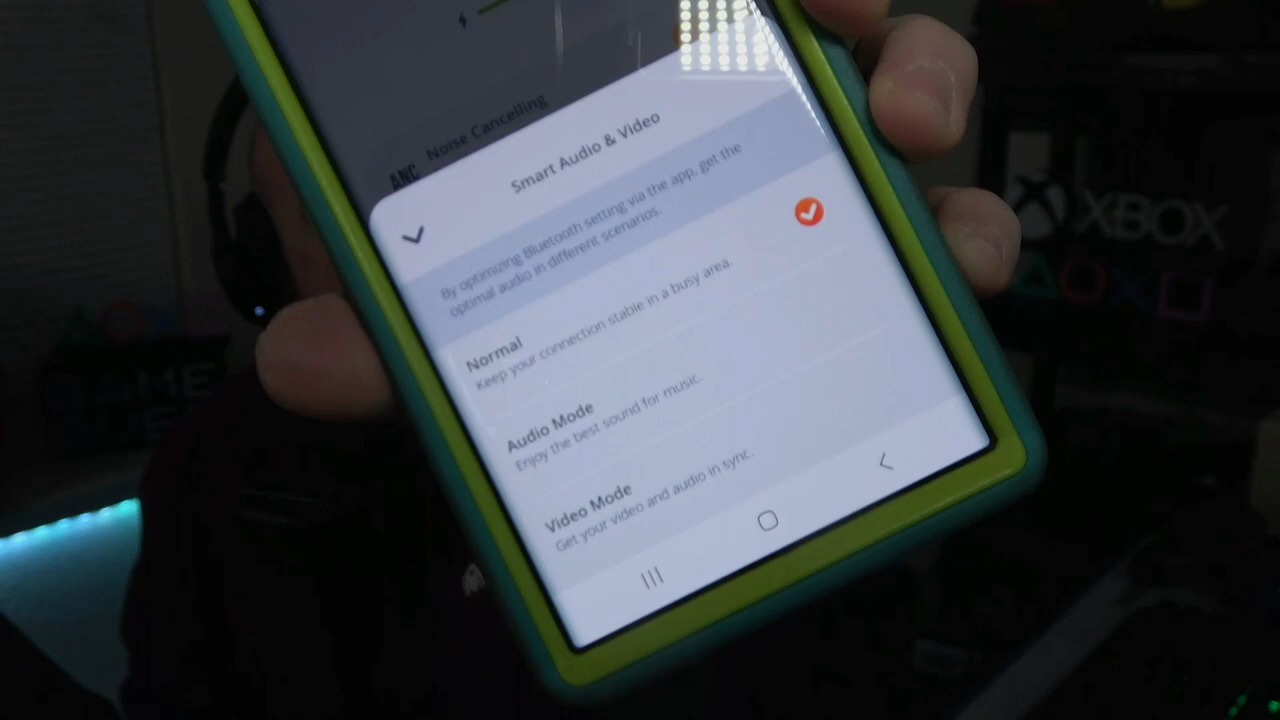 Noise Cancelling
ANC
Smart Audio & Video
By optimizing Bluetooth setting via the app, get the
optimal audio in different scenarios.
Normal
Keep your connection stable in a busy area.
Audio Mode
Enjoy the best sound for music.
Video Mode
Get your video and audio in sync.
XBOX